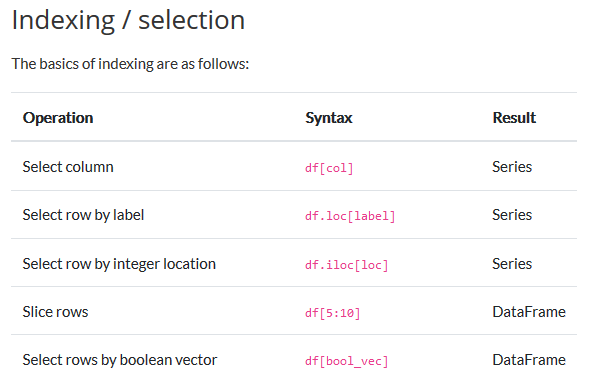 Indexing / selection
The basics of indexing are as follows:
Operation Syntax Result
Select column df[col] Series
Select row by label df.loc[label] Series
Select row by integer location df.iloc[loc] Series
Slice rows df[5:10] DataFrame
Select rows by boolean vector df[bool_vec] DataFrame